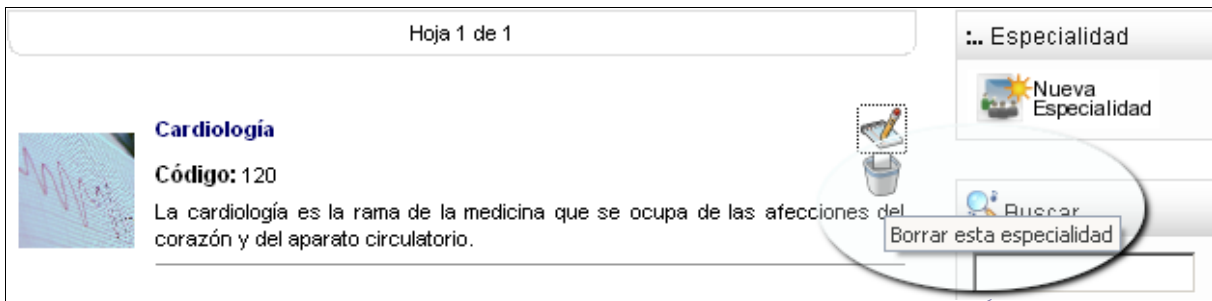 Hoja 1 de 1
Cardiología
Código: 120
La cardiología es la rama de la medicina que se ocupa de las afecciones del
corazón y del aparato circulatorio.
:.. Especialidad
Nueva
Especialidad
Buscar
Borrar esta especialidad